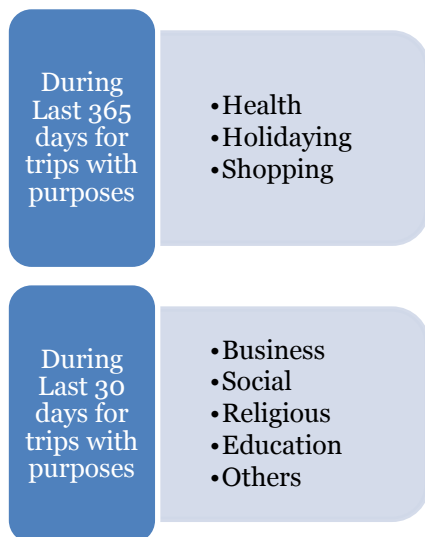 During
Last 365
days for
trips with
purposes
•Health
•Holidaying
•Shopping
During
Last 30
days for
trips with
purposes
•Business
•Social
•Religious
•Education
•Others